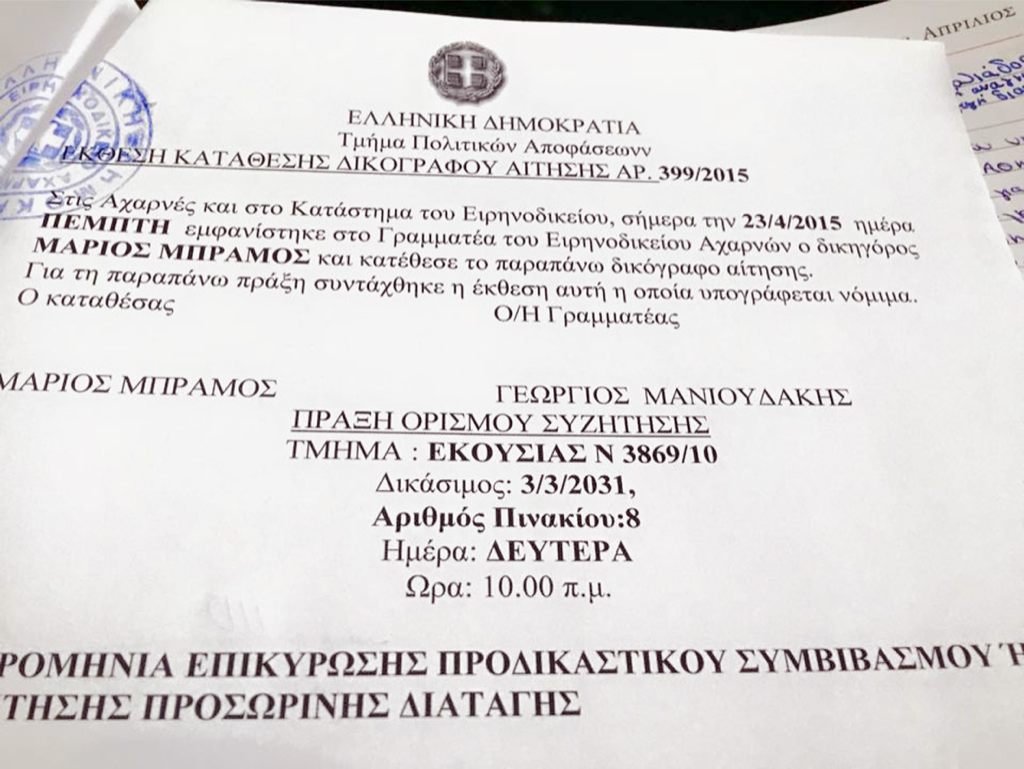 ΕΛΛΗΝΙΚΗ ΔΗΜΟΚΡΑΤΙΑ
Τμήμα Πολιτικών Αποφάσεωνν
ΕΚΘΕΣΗ ΚΑΤΑΘΕΣΗΣ ΔΙΚΟΓΡΑΦΟΥ ΑΙΤΗΣΗΣ ΑΡ. 399/2015
Στις Αχαρνές και στο Κατάστημα του Ειρηνοδικείου, σήμερα την 23/4/2015 ημέρα
ΠΕΜΠΤΗ εμφανίστηκε στο Γραμματέα του Ειρηνοδικείου Αχαρνών ο δικηγόρος
ΜΑΡΙΟΣ ΜΠΡΑΜΟΣ και κατέθεσε το παραπάνω δικόγραφο αίτησης.
Για τη παραπάνω πράξη συντάχθηκε η έκθεση αυτή η οποία υπογράφεται νόμιμα.
Ο καταθέσας Ο/Η Γραμματέας
ΜΑΡΙΟΣ ΜΠΡΑΜΟΣ ΓΕΩΡΓΙΟΣ ΜΑΝΙΟΥΔΑΚΗΣ
ΠΡΑΞΗ ΟΡΙΣΜΟΥ ΣΥΖΗΤΗΣΗΣ
ΤΜΗΜΑ : ΕΚΟΥΣΙΑΣ Ν 3869/10
Δικάσιμος: 3/3/2031,
Αριθμός Πινακίου:8
Ημέρα: ΔΕΥΤΕΡΑ
Ωρα: 10.00 π.μ.
ΡΟΜΗΝΙΑ ΕΠΙΚΥΡΩΣΗΣ ΠΡΟΔΙΚΑΣΤΙΚΟΥ ΣΥΜΒΙΒΑΣΜΟΥ Ή
ΤΗΣΗΣ ΠΡΟΣΩΡΙΝΗΣ ΔΙΑΤΑΓΗΣ
ΑΠΡΙΛΙΟΣ